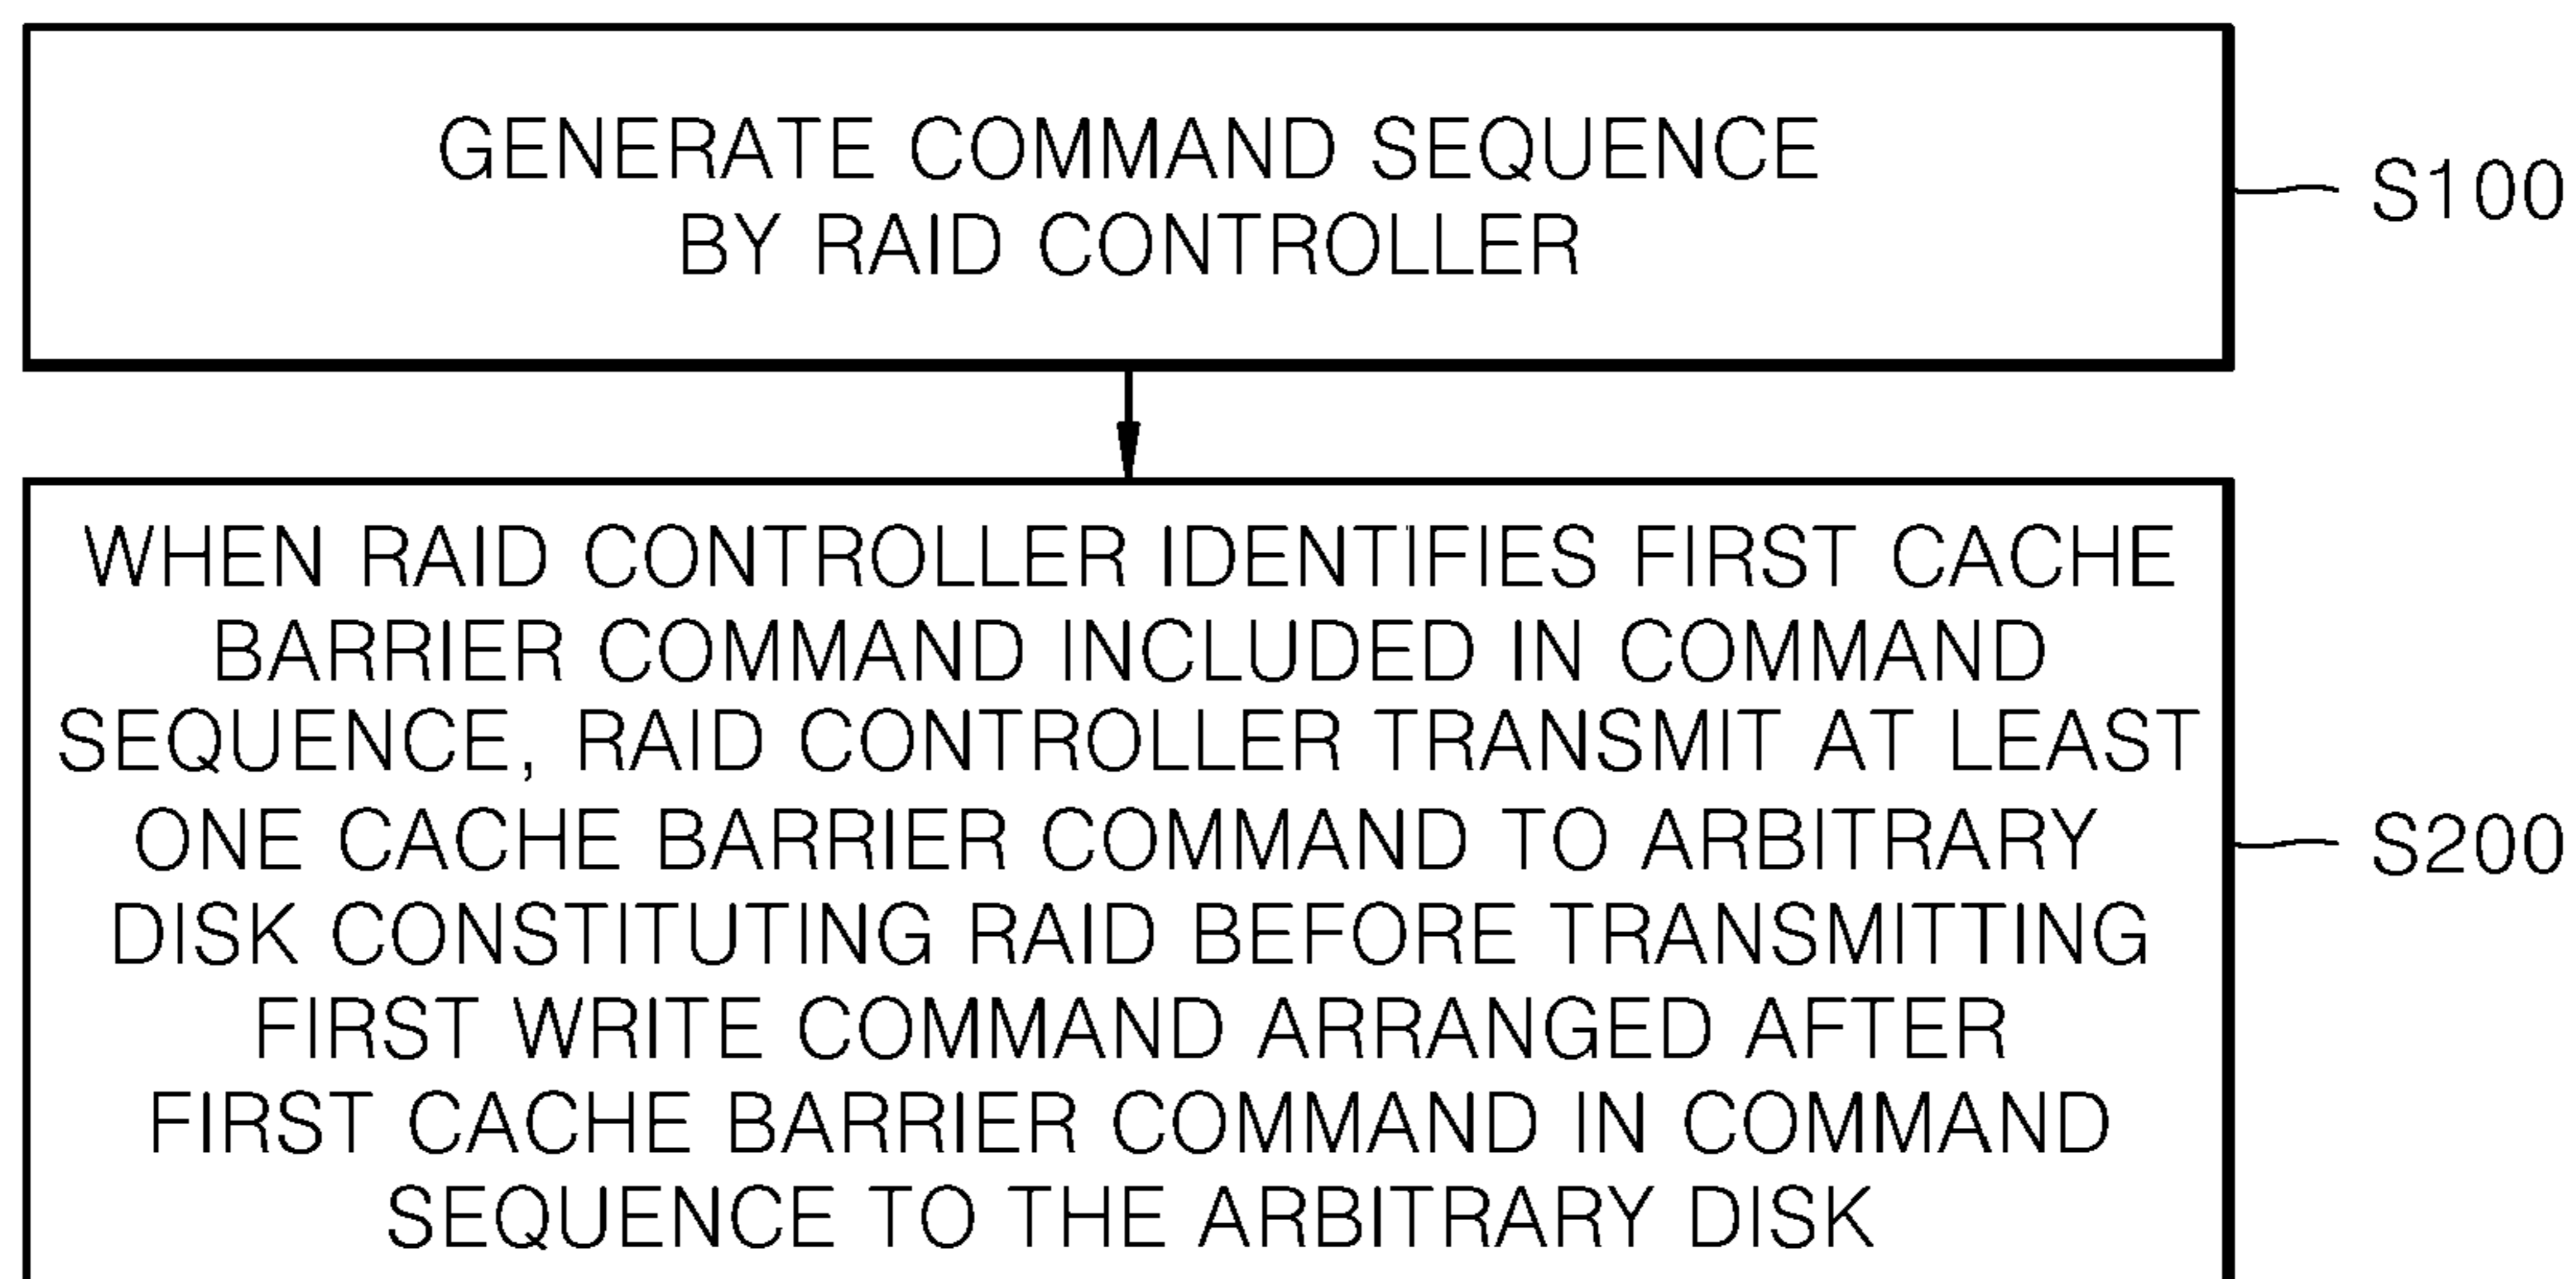 GENERATE COMMAND SEQUENCE
BY RAID CONTROLLER
S100
WHEN RAID CONTROLLER IDENTIFIES FIRST CACHE
BARRIER COMMAND INCLUDED IN COMMAND
SEQUENCE, RAID CONTROLLER TRANSMIT AT LEAST
ONE CACHE BARRIER COMMAND TO ARBITRARY
DISK CONSTITUTING RAID BEFORE TRANSMITTING
FIRST WRITE COMMAND ARRANGED AFTER
FIRST CACHE BARRIER COMMAND IN COMMAND
SEQUENCE TO THE ARBITRARY DISK
S200